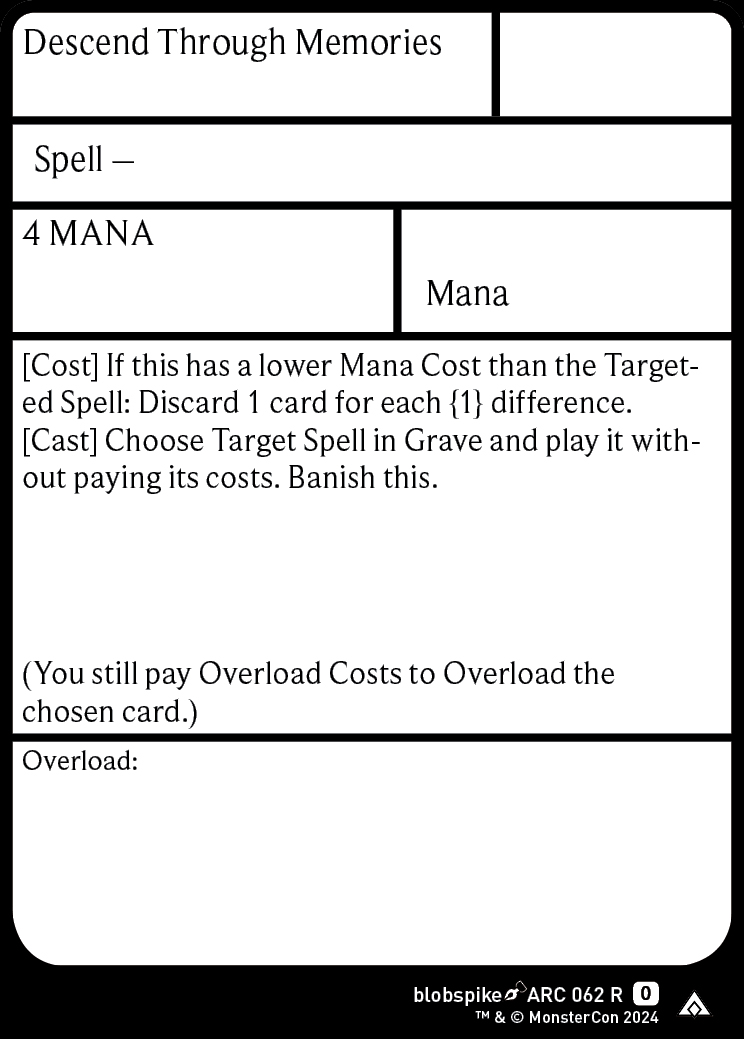 Descend Through Memories
Spell —
4 MANA
Mana
[Cost] If this has a lower Mana Cost than the Target-
ed Spell: Discard 1 card for each {1} difference.
[Cast] Choose Target Spell in Grave and play it with-
out paying its costs. Banish this.
(You still pay Overload Costs to Overload the
chosen card.)
Overload:
blobspike ARC 062 R 0
™ & © MonsterCon 2024